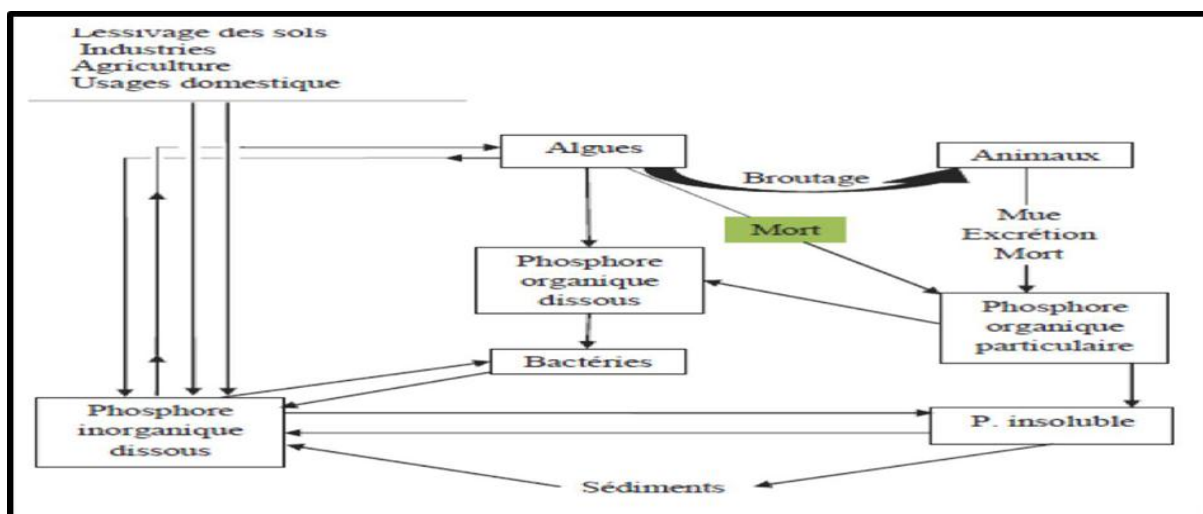 Lessivage des sols
Industries
Agriculture
Usages domestique
Algues
Animaux
Broutage
Mort
Mue
Excrétion
Mort
Phosphore
organique
dissous
Phosphore
organique
particulaire
Bactéries
Phosphore
inorganique
dissous
P. insoluble
Sédiments